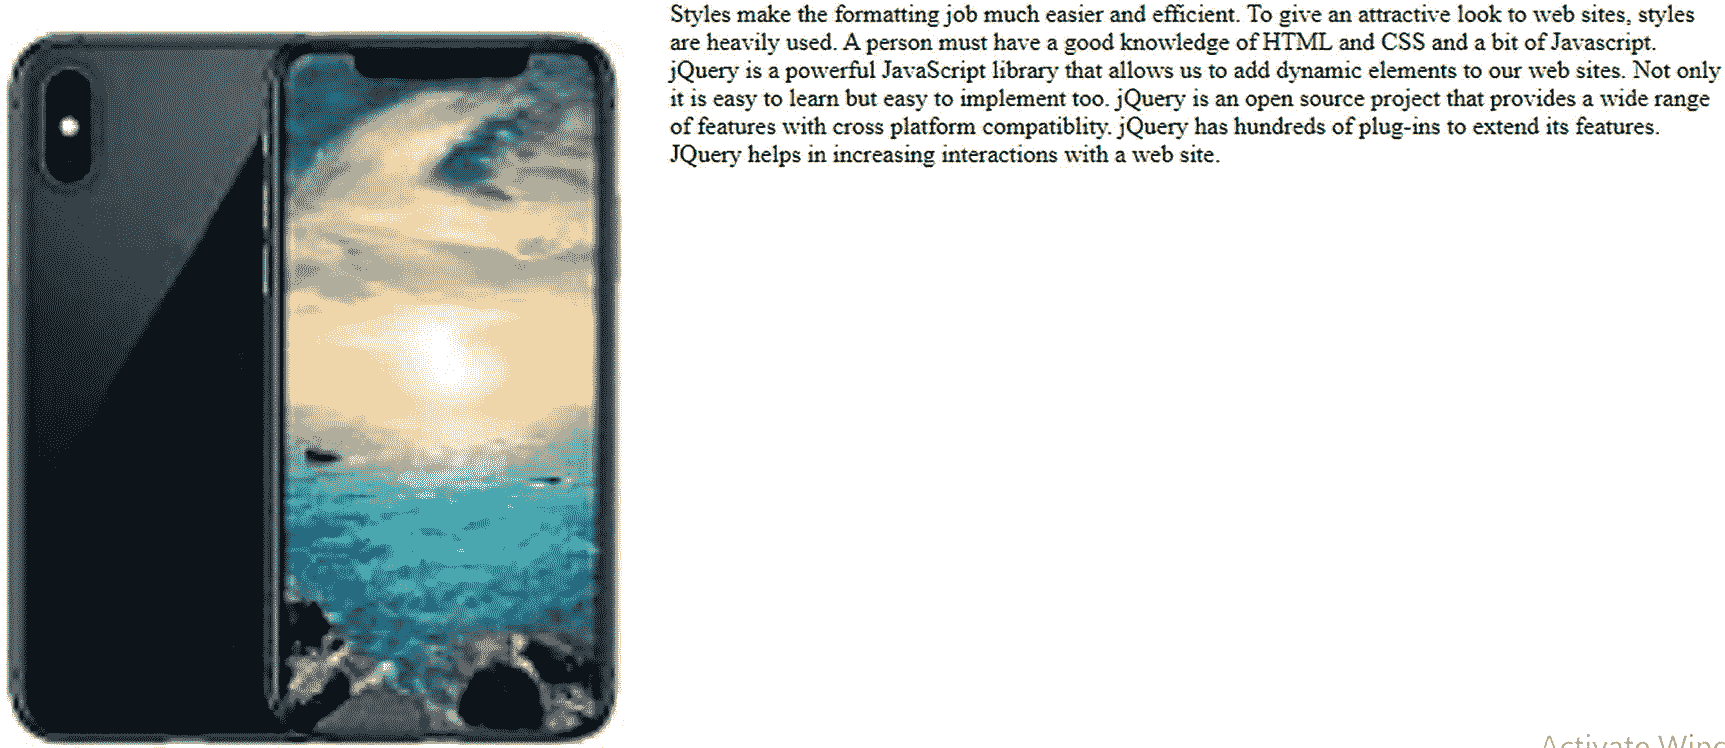 Styles make the formatting job much easier and efficient. To give an attractive look to web sites, styles
are heavily used. A person must have a good knowledge of HTML and CSS and a bit of Javascript.
jQuery is a powerful JavaScript library that allows us to add dynamic elements to our web sites. Not only
it is easy to learn but easy to implement too. jQuery is an open source project that provides a wide range
of features with cross platform compatiblity. jQuery has hundreds of plug-ins to extend its features.
JQuery helps in increasing interactions with a web site.
Activate